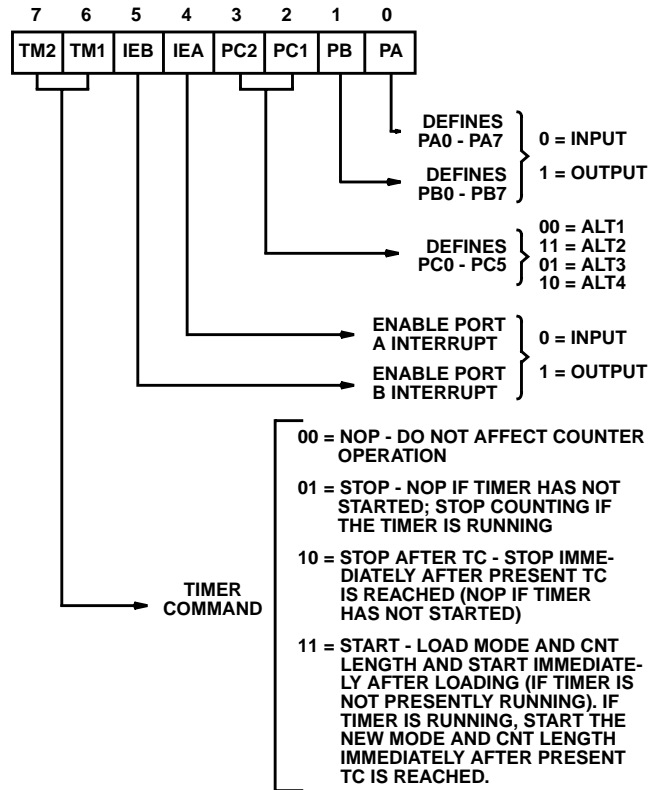 7 6 5 4 3 2 1 0
TM2 TM1 IEB IEA PC2 PC1 PB PA
DEFINES
PA0 - PA7
0 = INPUT
1 = OUTPUT
DEFINES
PB0 - PB7
DEFINES
PC0 - PC5
00 = ALT1
11 = ALT2
01 = ALT3
10 = ALT4
ENABLE PORT
A INTERRUPT
0 = INPUT
1 = OUTPUT
ENABLE PORT
B INTERRUPT
TIMER
COMMAND
00 = NOP - DO NOT AFFECT COUNTER
OPERATION
01 = STOP - NOP IF TIMER HAS NOT
STARTED; STOP COUNTING IF
THE TIMER IS RUNNING
10 = STOP AFTER TC - STOP IMME-
DIATELY AFTER PRESENT TC
IS REACHED (NOP IF TIMER
HAS NOT STARTED)
11 = START - LOAD MODE AND CNT
LENGTH AND START IMMEDIATE-
LY AFTER LOADING (IF TIMER IS
NOT PRESENTLY RUNNING). IF
TIMER IS RUNNING, START THE
NEW MODE AND CNT LENGTH
IMMEDIATELY AFTER PRESENT
TC IS REACHED.